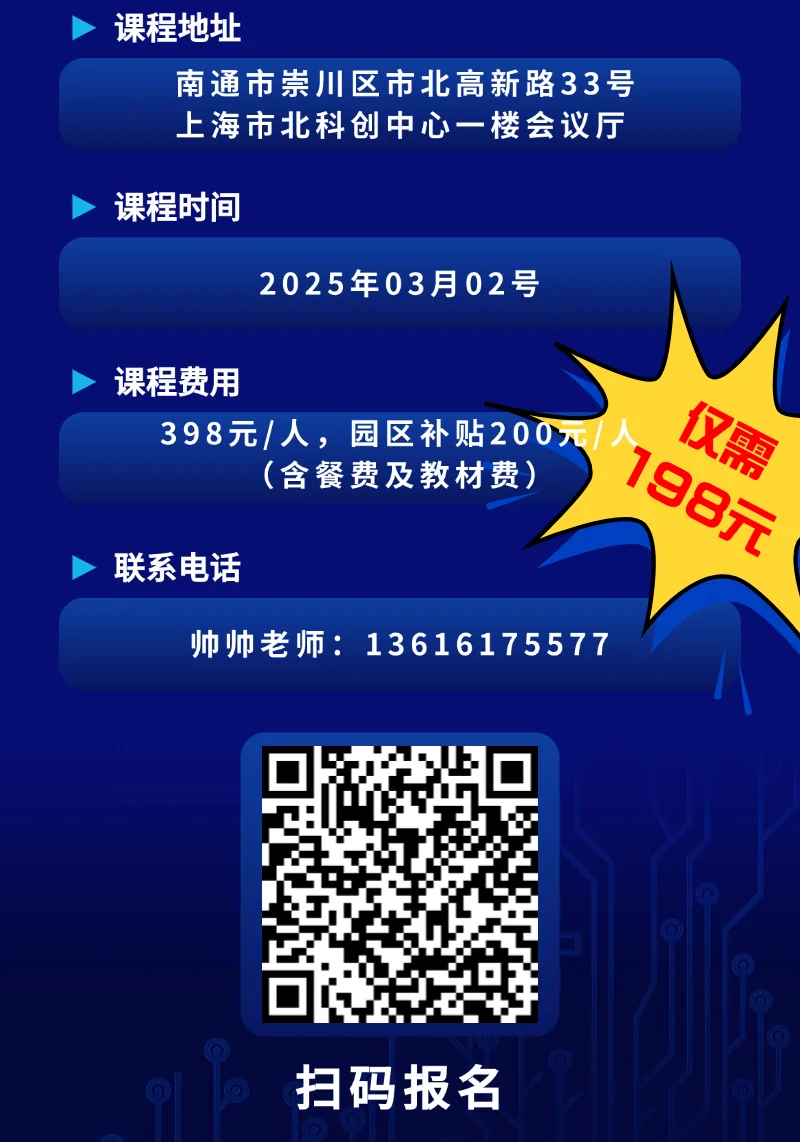 课程地址
南通市崇川区市北高新路33号
上海市北科创中心一楼会议厅
课程时间
2025年03月02号
课程费用
398元/人，园区补贴200元/人
（含餐费及教材费）
仅需
198元
联系电话
帅帅老师：13616175577
扫码报名